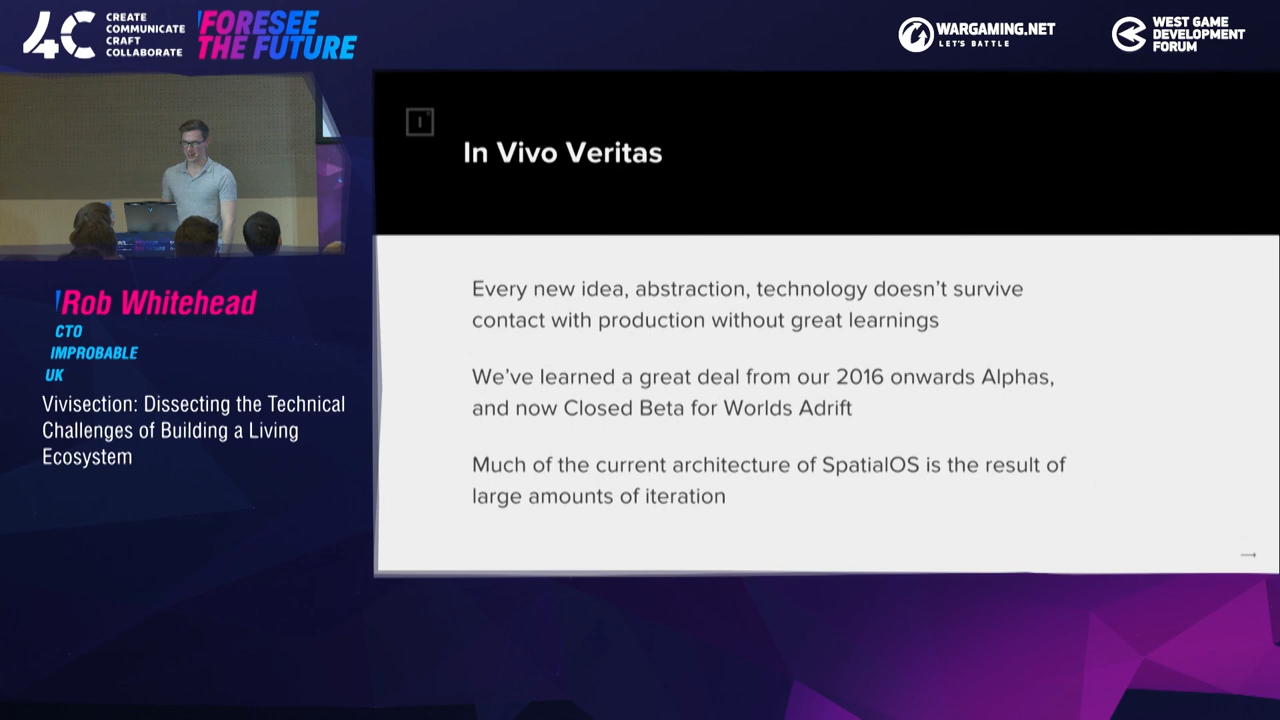 4C
CREATE
COMMUNICATE
CRAFT
COLLABORATE
FORESEE
THE FUTURE
WARGAMING.NET
LET'S BATTLE
WEST GAME
DEVELOPMENT
FORUM
In Vivo Veritas
Every new idea, abstraction, technology doesn't survive
contact with production without great learnings
We've learned a great deal from our 2016 onwards Alphas,
and now Closed Beta for Worlds Adrift
Much of the current architecture of SpatialOS is the result of
large amounts of iteration
Rob Whitehead
CTO
IMPROBABLE
UK
Vivisection: Dissecting the Technical
Challenges of Building a Living
Ecosystem